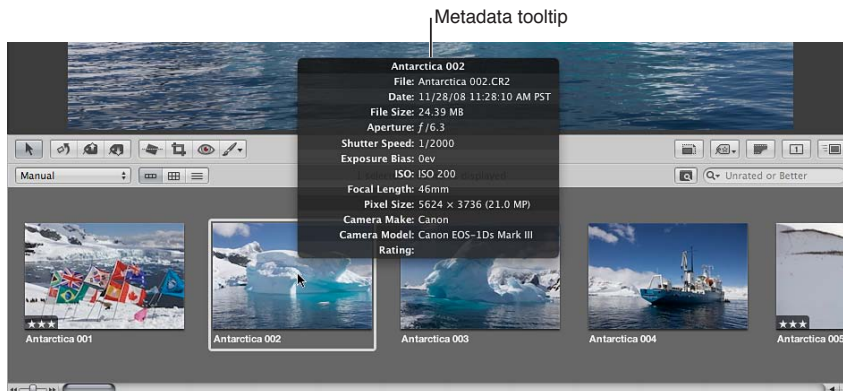 Metadata tooltip
Antarctica 002
File: Antarctica 002.CR2
Date: 11/28/08 11:28:10 AM PST
File Size: 24.39 MB
Aperture: ƒ/6.3
Shutter Speed: 1/2000
Exposure Bias: 0ev
ISO: ISO 200
Focal Length: 46mm
Pixel Size: 5624 × 3736 (21.0 MP)
Camera Make: Canon
Camera Model: Canon EOS-1Ds Mark III
Rating:
1
Manual
displayed
Unrated or Better
Antarctica 001
Antarctica 002
Antarctica 003
Antarctica 004
Antarctica 005